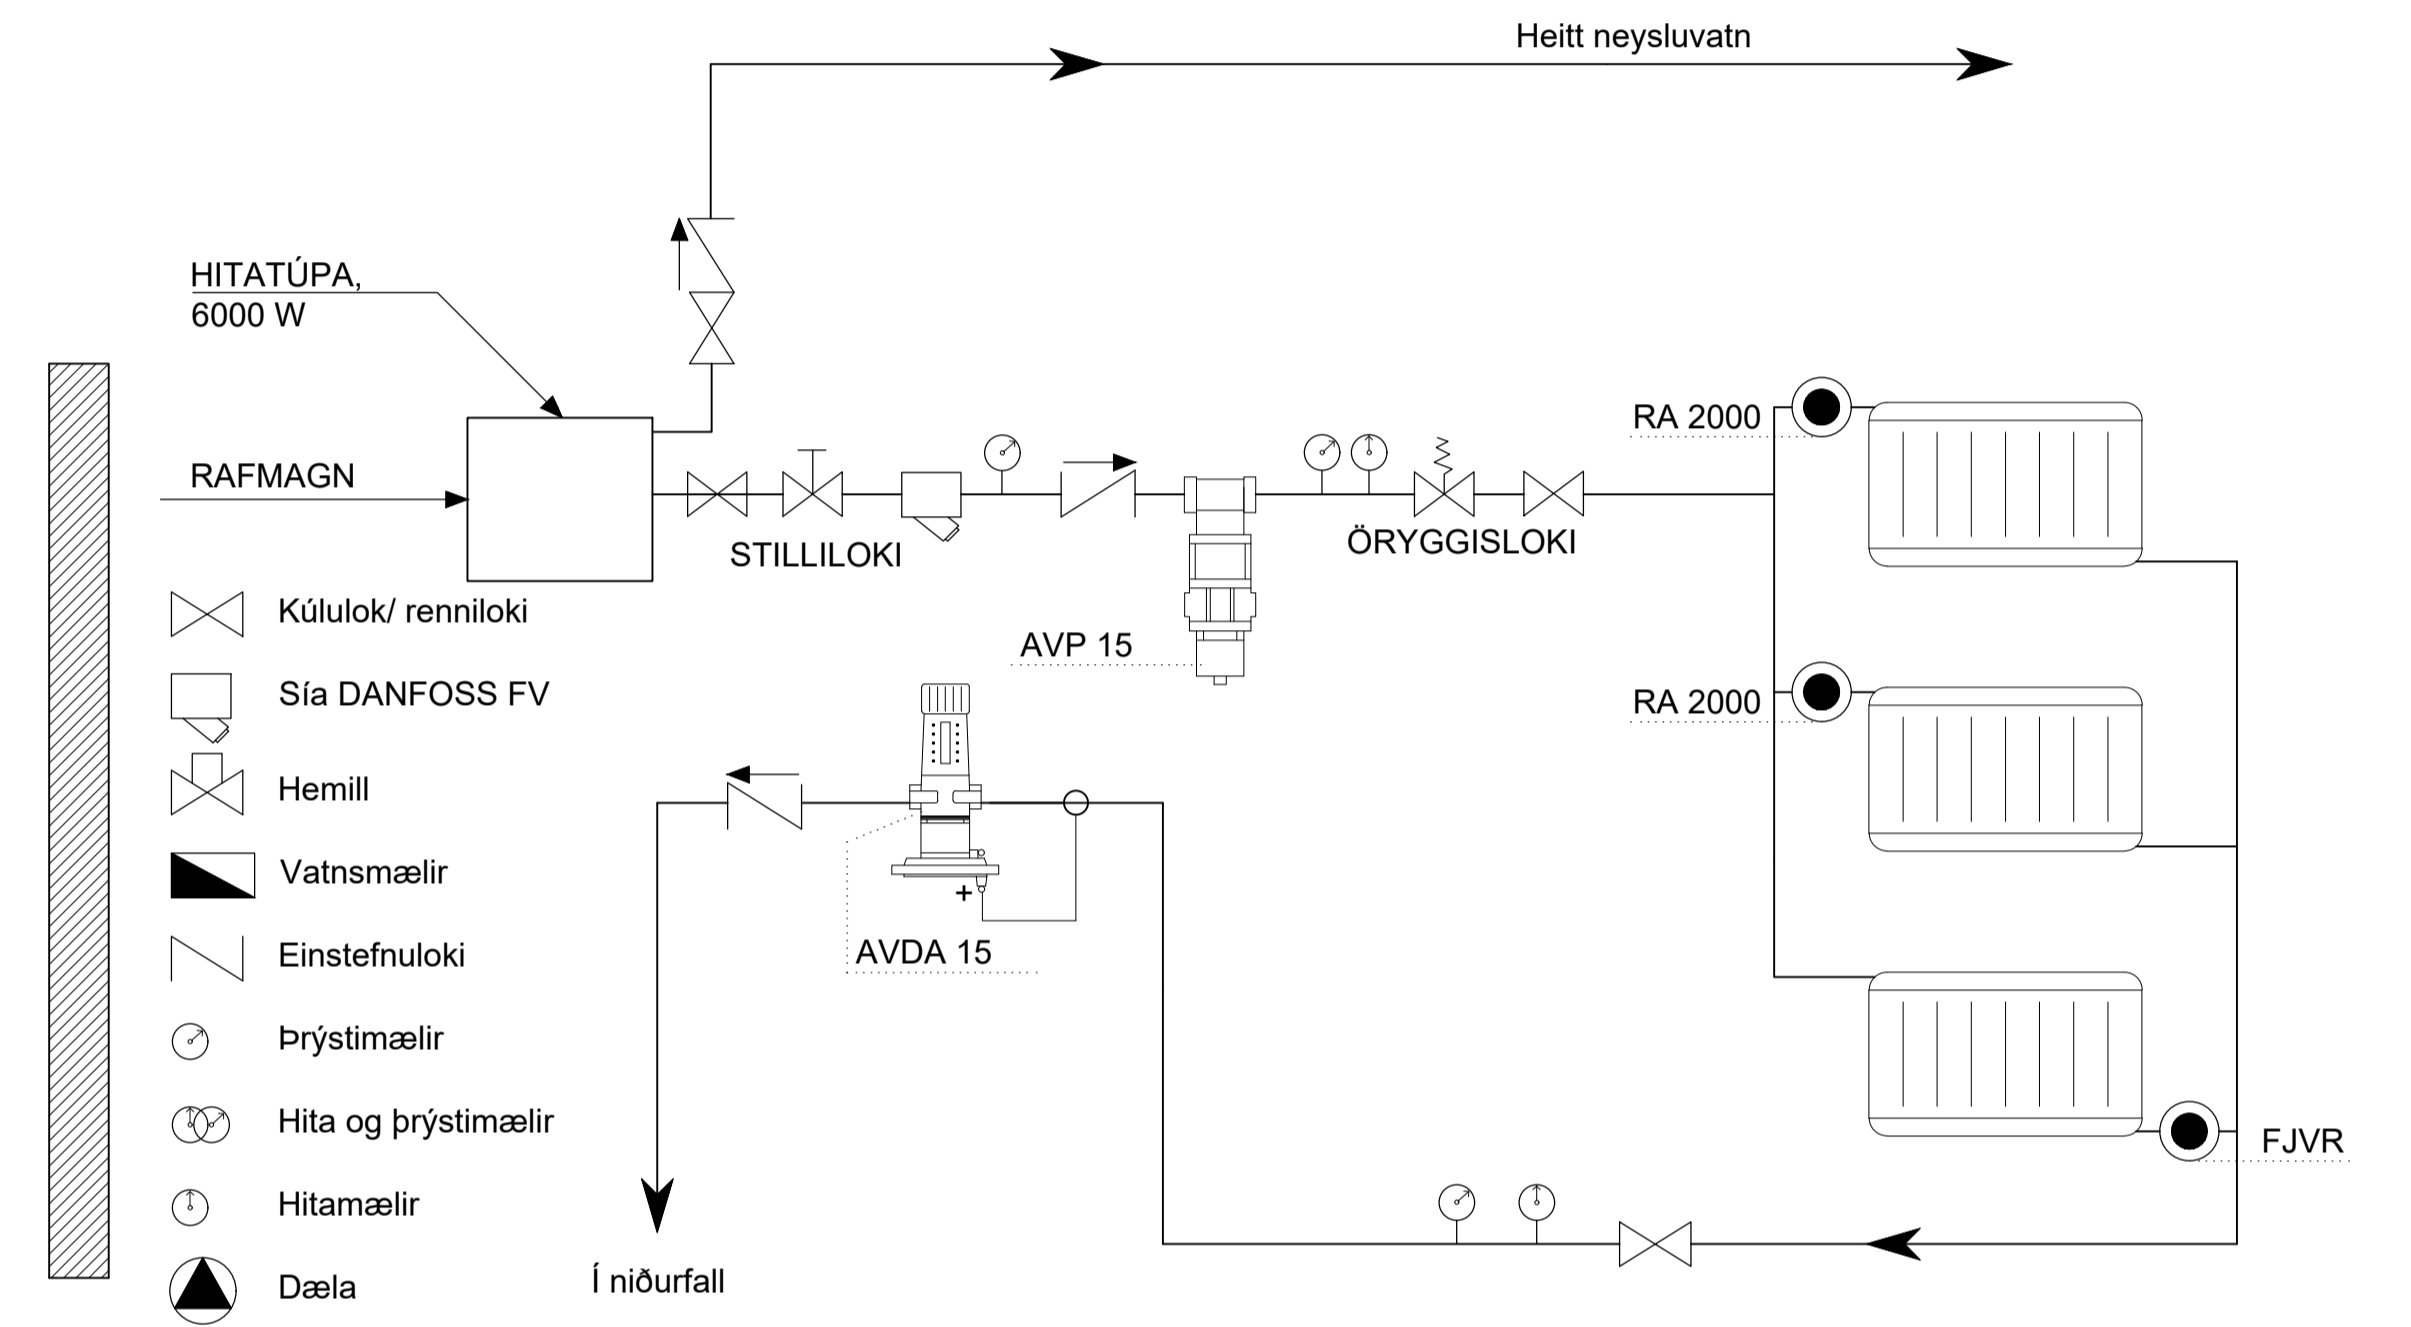 Heitt neysluvatn
HITATÚPA,
6000 W
RAFMAGN
RA 2000
STILLILOKI
ÖRYGGISLOKI
AVP 15
RA 2000
AVDA 15
+
FJVR
Í niðurfall
Kúlulok/ renniloki
Sía DANFOSS FV
Hemill
Vatnsmælir
Einstefnuloki
Þrýstimælir
Hita og þrýstimælir
Hitamælir
Dæla